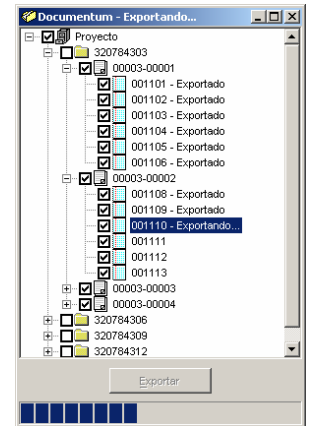 Documentum - Exportando...
Proyecto
320784303
00003-00001
001101 - Exportado
001102 - Exportado
001103 - Exportado
001104 - Exportado
001105 - Exportado
001106 - Exportado
00003-00002
001108 - Exportado
001109 - Exportado
001110 - Exportando...
001111
001112
001113
00003-00003
00003-00004
320784306
320784309
320784312
Exportar